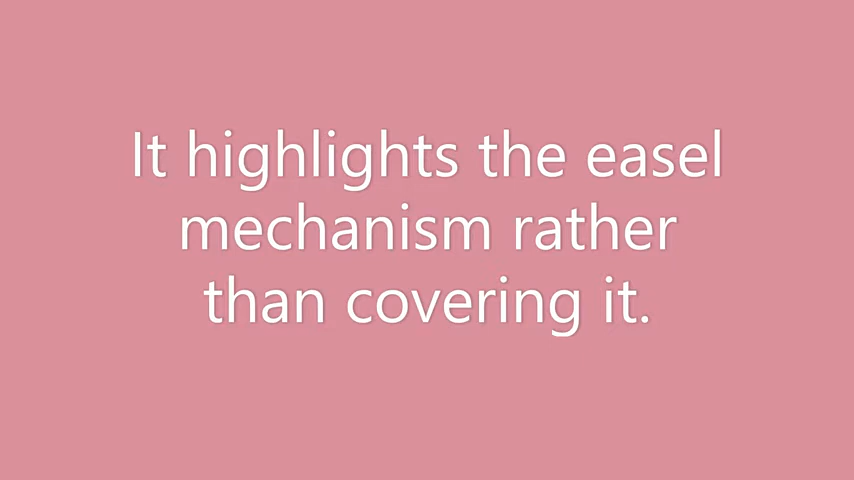 It highlights the easel
mechanism rather
than covering it.